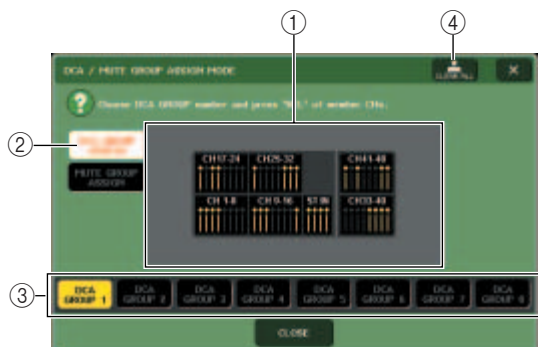 ①
④
DCA / MUTE GROUP ASSIGN MODE
CLEAR ALL
×
?
Choose DCA GROUP number and press "SEL" of member CHs.
②
DCA GROUP
ASSIGN
MUTE GROUP
ASSIGN
CH17-24
CH25-32
CH41-48
CH 1-8
CH 9-16
ST IN
CH33-40
③
DCA GROUP 1
DCA GROUP 2
DCA GROUP 3
DCA GROUP 4
DCA GROUP 5
DCA GROUP 6
DCA GROUP 7
DCA GROUP 8
CLOSE